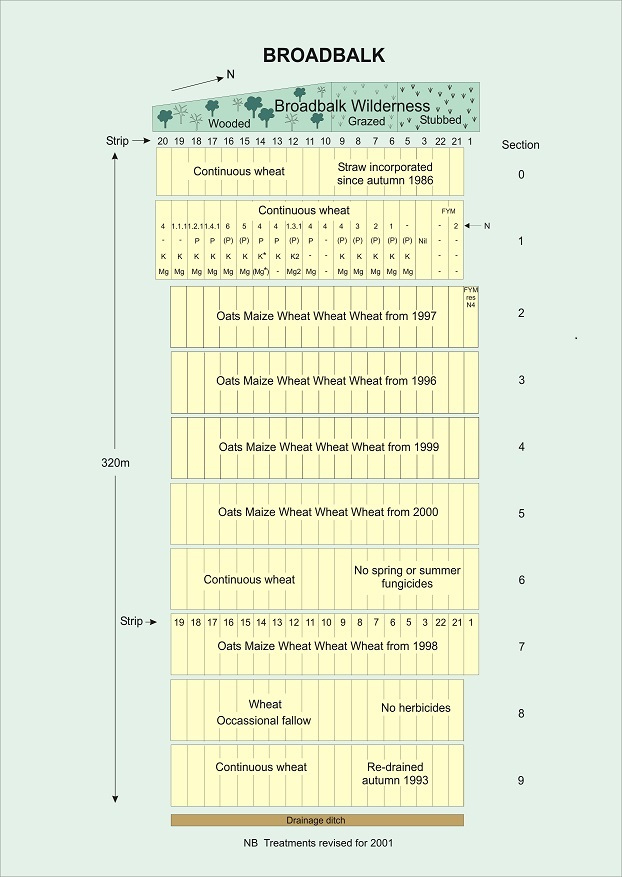 BROADBALK
N
Broadbalk Wilderness
Wooded Grazed Stubbed
Strip 20 19 18 17 16 15 14 13 12 11 10 9 8 7 6 5 3 22 21 1
Section
Continuous wheat
Straw incorporated
since autumn 1986
0
Continuous wheat
FYM
4 1.1.1 1.2.1 1.4.1 6 5 4 4 1.3.1 4 4 4 3 2 1 - - 2 N
- - P P (P) (P) P P P P - (P) (P) (P) (P) (P) Nil - -
K K K K K K K* K K2 K - K K K K K - -
Mg Mg Mg Mg Mg Mg (Mg*) - Mg2 Mg - Mg Mg Mg Mg Mg - -
1
FYM
res
N4
Oats Maize Wheat Wheat Wheat from 1997
2
Oats Maize Wheat Wheat Wheat from 1996
3
Oats Maize Wheat Wheat Wheat from 1999
4
320m
Oats Maize Wheat Wheat Wheat from 2000
5
Continuous wheat
No spring or summer
fungicides
6
Strip 19 18 17 16 15 14 13 12 11 10 9 8 7 6 5 3 22 21 1
Oats Maize Wheat Wheat Wheat from 1998
7
Wheat
Occassional fallow
No herbicides
8
Continuous wheat
Re-drained
autumn 1993
9
Drainage ditch
NB Treatments revised for 2001